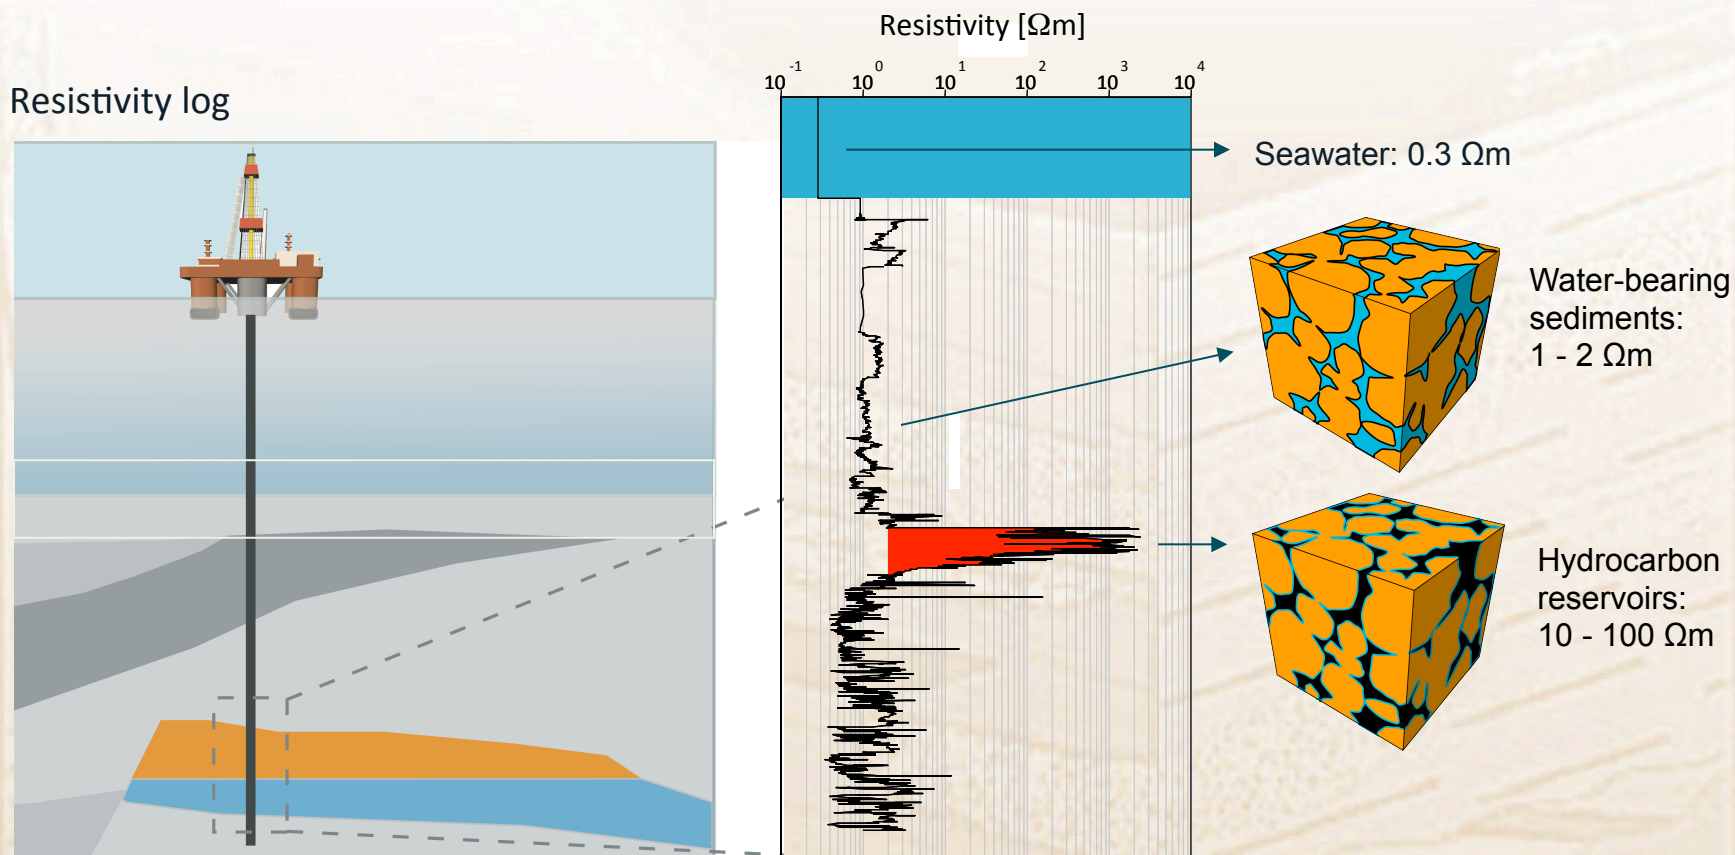 Resistivity [Ωm]
10^-1 10^0 10^1 10^2 10^3 10^4
Resistivity log
Seawater: 0.3 Ωm
Water-bearing
sediments:
1 - 2 Ωm
Hydrocarbon
reservoirs:
10 - 100 Ωm